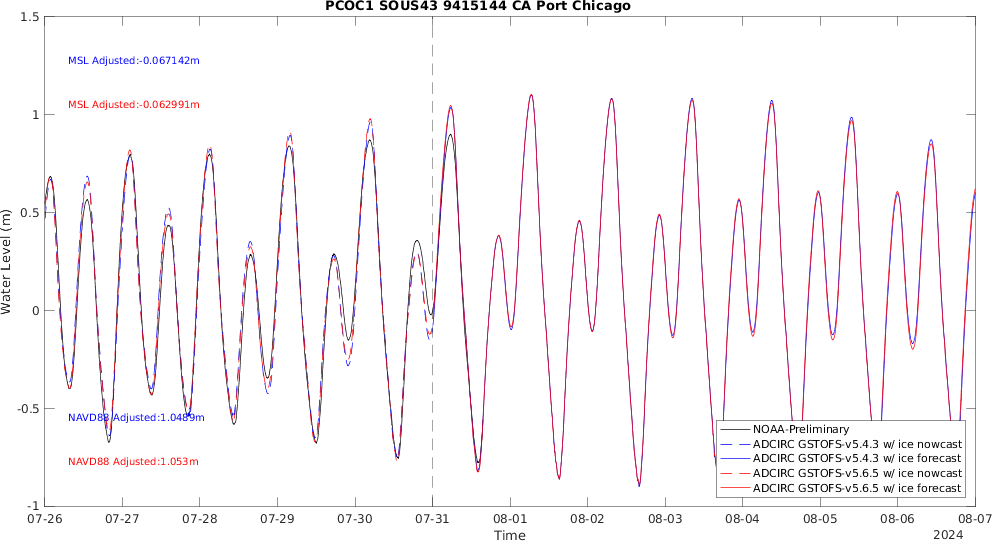 PCOC1 SOUS43 9415144 CA Port Chicago
1.5
MSL Adjusted:-0.067142m
MSL Adjusted:-0.062991m
1
0.5
0
-0.5
-1
Water Level (m)
NAVD88 Adjusted:1.0489m
NAVD88 Adjusted:1.053m
NOAA-Preliminary
ADCIRC GSTOFS-v5.4.3 w/ ice nowcast
ADCIRC GSTOFS-v5.4.3 w/ ice forecast
ADCIRC GSTOFS-v5.6.5 w/ ice nowcast
ADCIRC GSTOFS-v5.6.5 w/ ice forecast
07-26 07-27 07-28 07-29 07-30 07-31 08-01 08-02 08-03 08-04 08-05 08-06 08-07
Time
2024